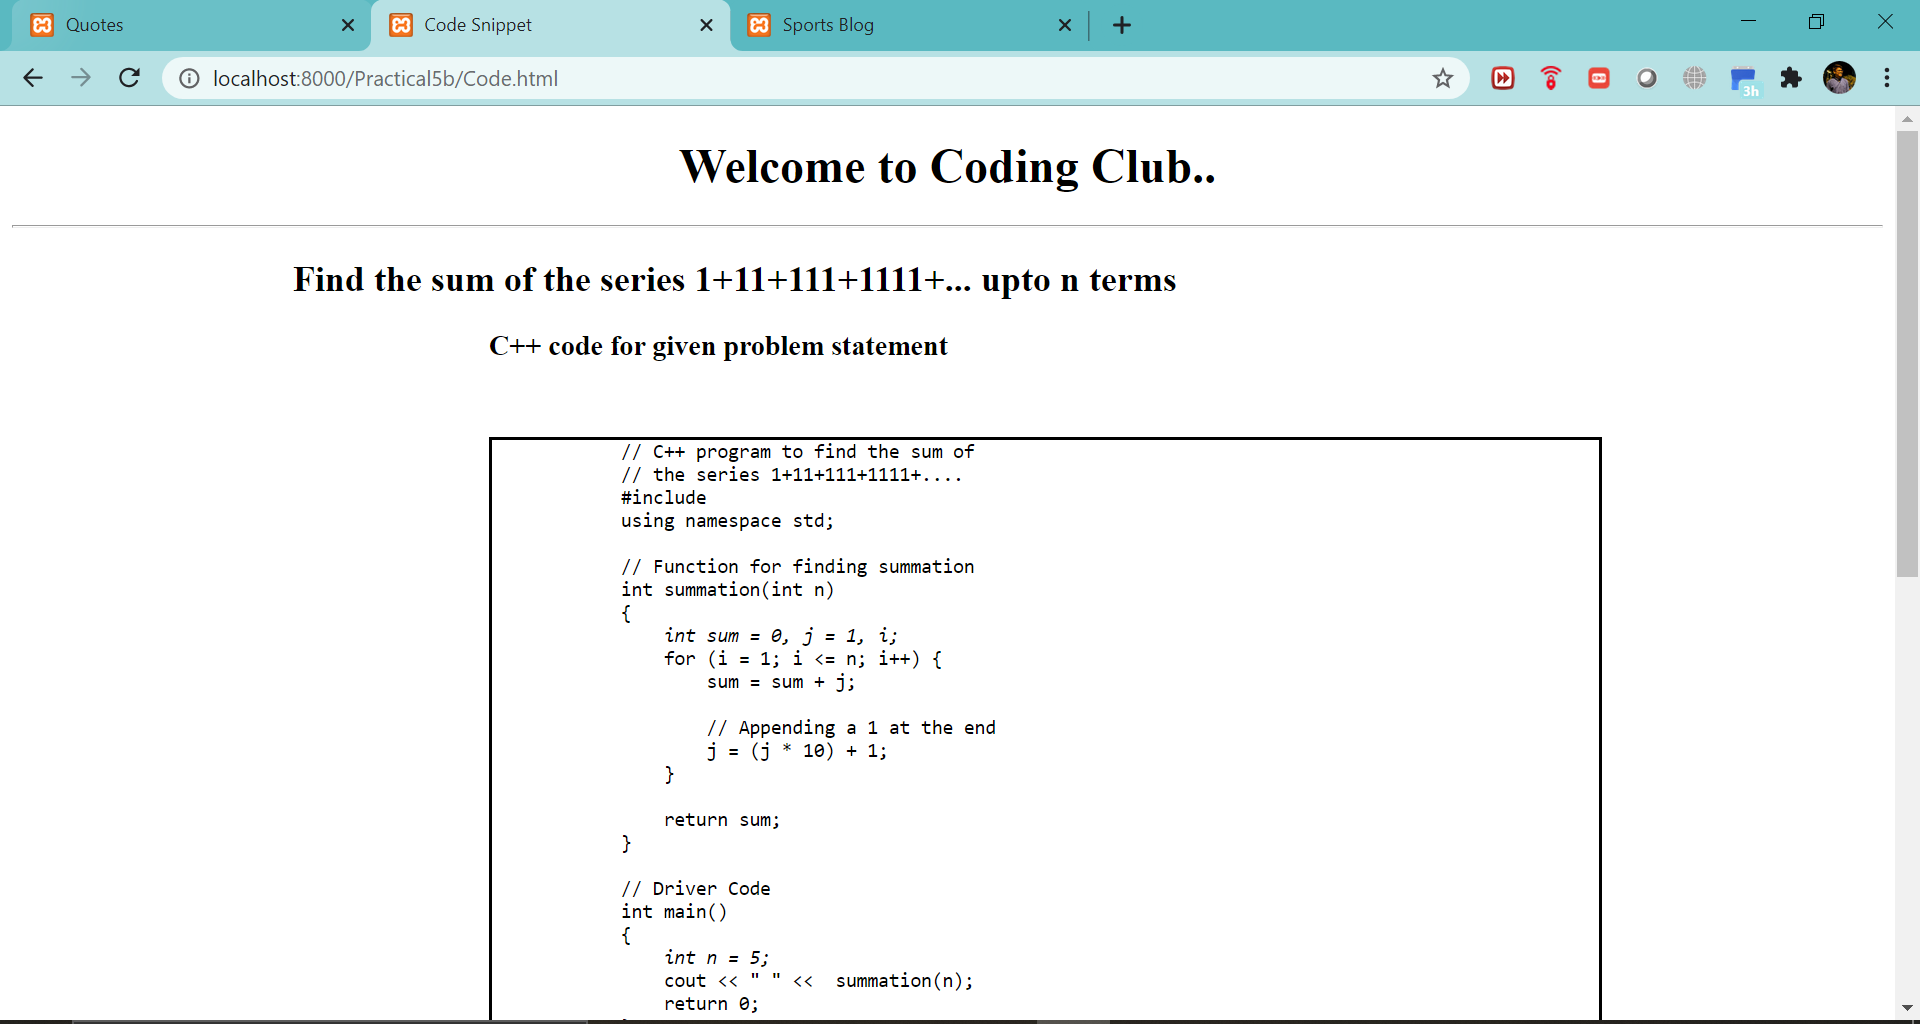 Quotes
Code Snippet
Sports Blog
localhost:8000/Practical5b/Code.html
3h
Welcome to Coding Club..
Find the sum of the series 1+11+111+1111+... upto n terms
C++ code for given problem statement
// C++ program to find the sum of
// the series 1+11+111+1111+....
#include
using namespace std;
// Function for finding summation
int summation(int n)
{
int sum = 0, j = 1, i;
for (i = 1; i <= n; i++) {
sum = sum + j;
// Appending a 1 at the end
j = (j * 10) + 1;
}
return sum;
}
// Driver Code
int main()
{
int n = 5;
cout << " " <<  summation(n);
return 0;